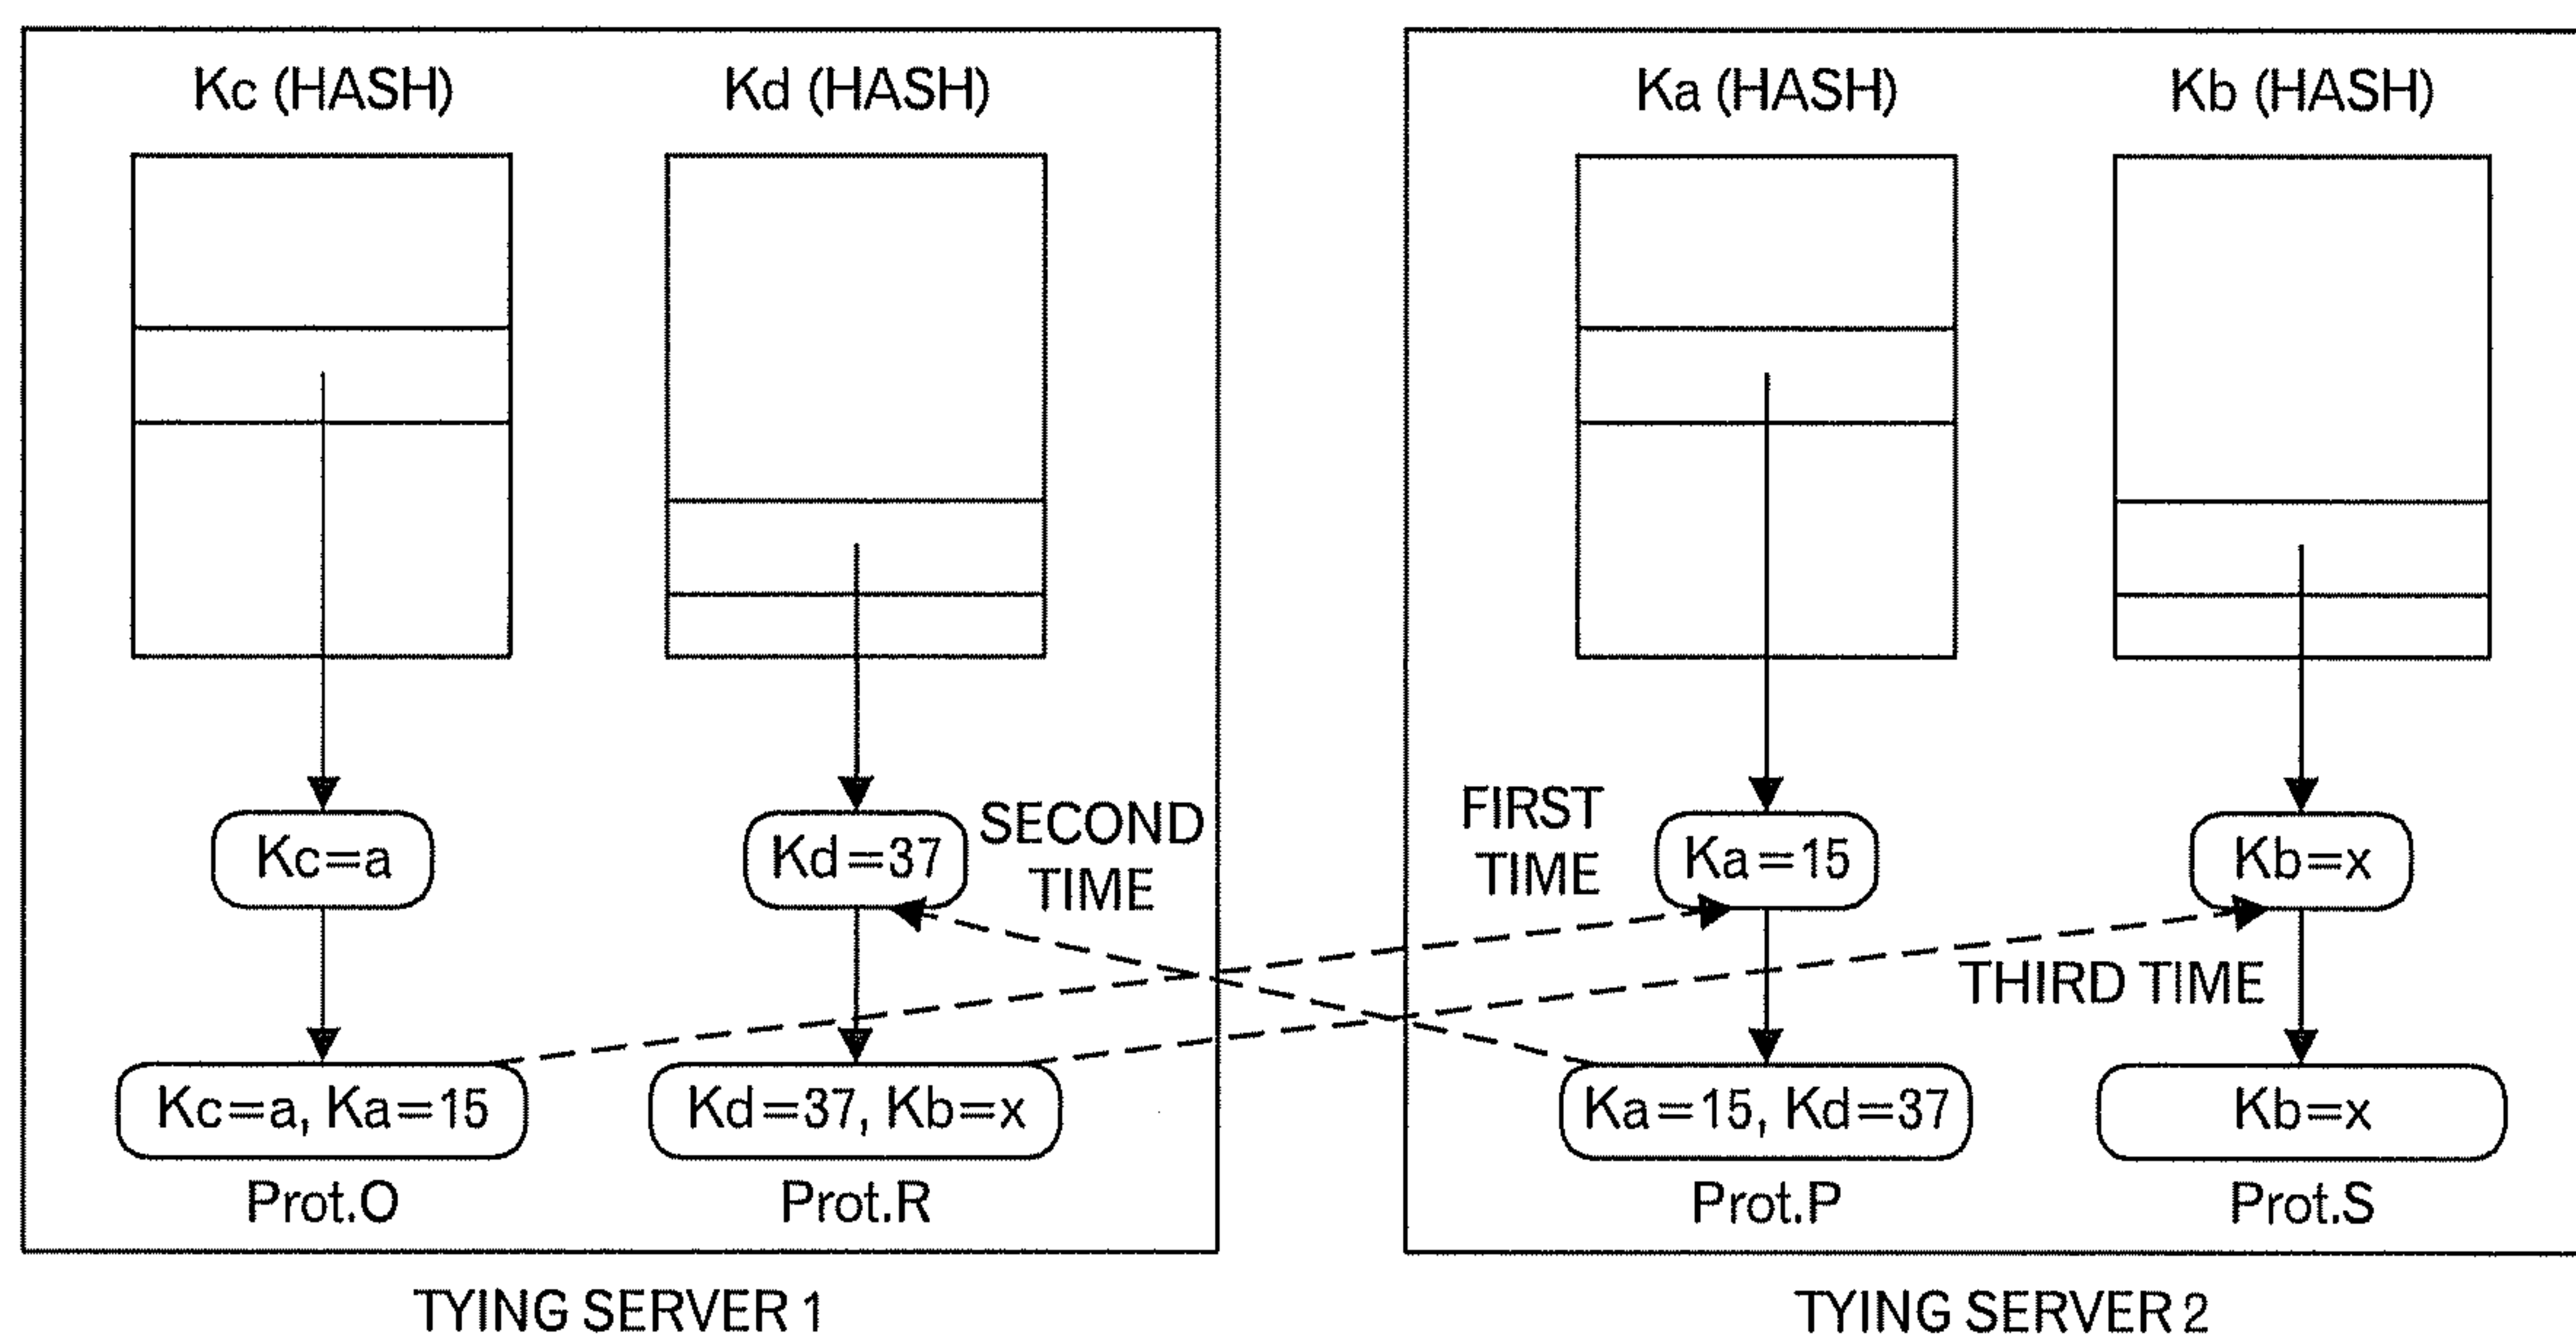 Kc (HASH)
Kd (HASH)
Ka (HASH)
Kb (HASH)
Kc=a
Kd=37
SECOND
TIME
FIRST
TIME
Ka=15
Kb=x
THIRD TIME
Kc=a, Ka=15
Kd=37, Kb=x
Ka=15, Kd=37
Kb=x
Prot.O
Prot.R
Prot.P
Prot.S
TYING SERVER 1
TYING SERVER 2